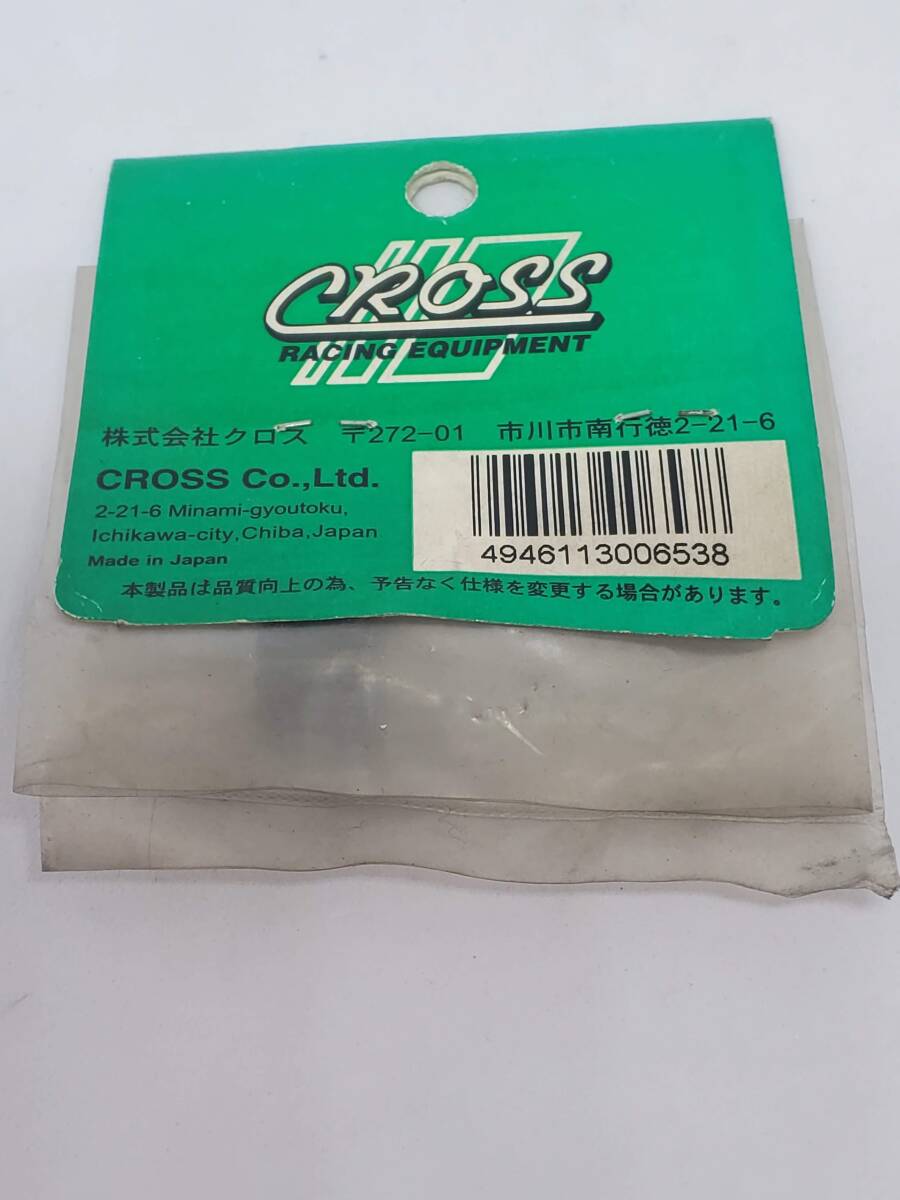 CROSS
RACING EQUIPMENT
株式会社クロス 〒272-01 市川市南行徳2-21-6
CROSS Co.,Ltd.
2-21-6 Minami-gyoutoku,
Ichikawa-city,Chiba,Japan
Made in Japan
4946113006538
本製品は品質向上の為、予告なく仕様を変更する場合があります。